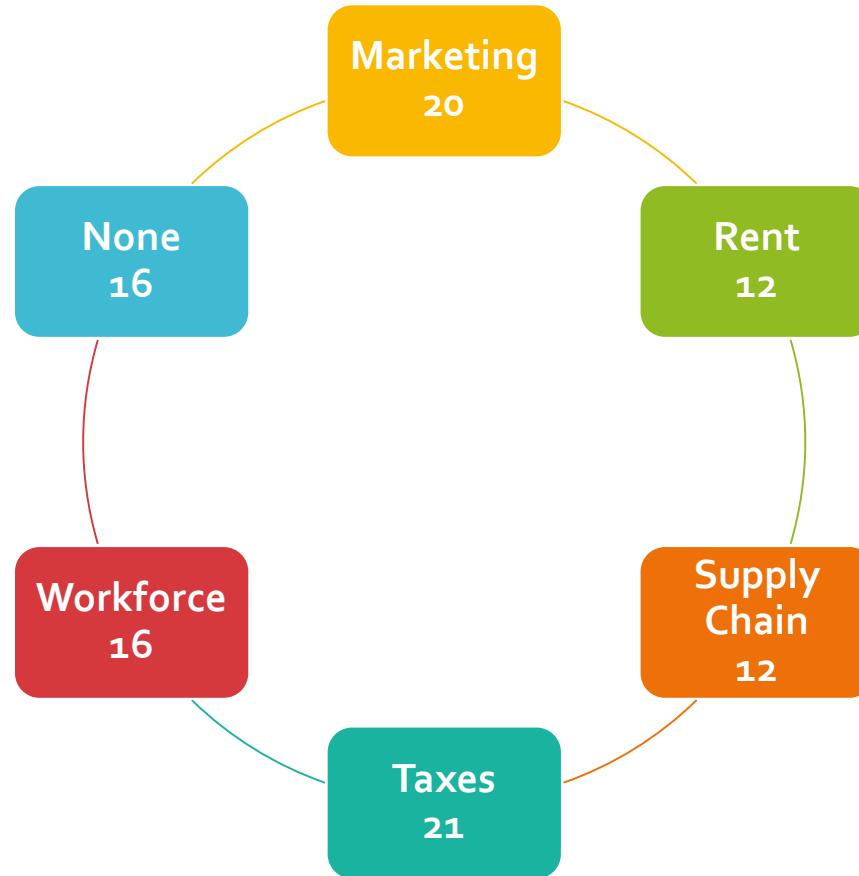 Marketing
20
Rent
12
Supply
Chain
12
Taxes
21
Workforce
16
None
16